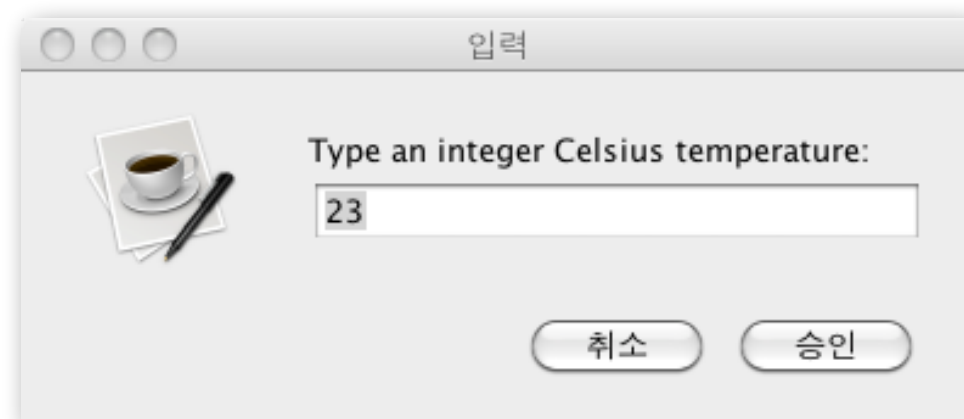 입력
Type an integer Celsius temperature:
23
취소 승인